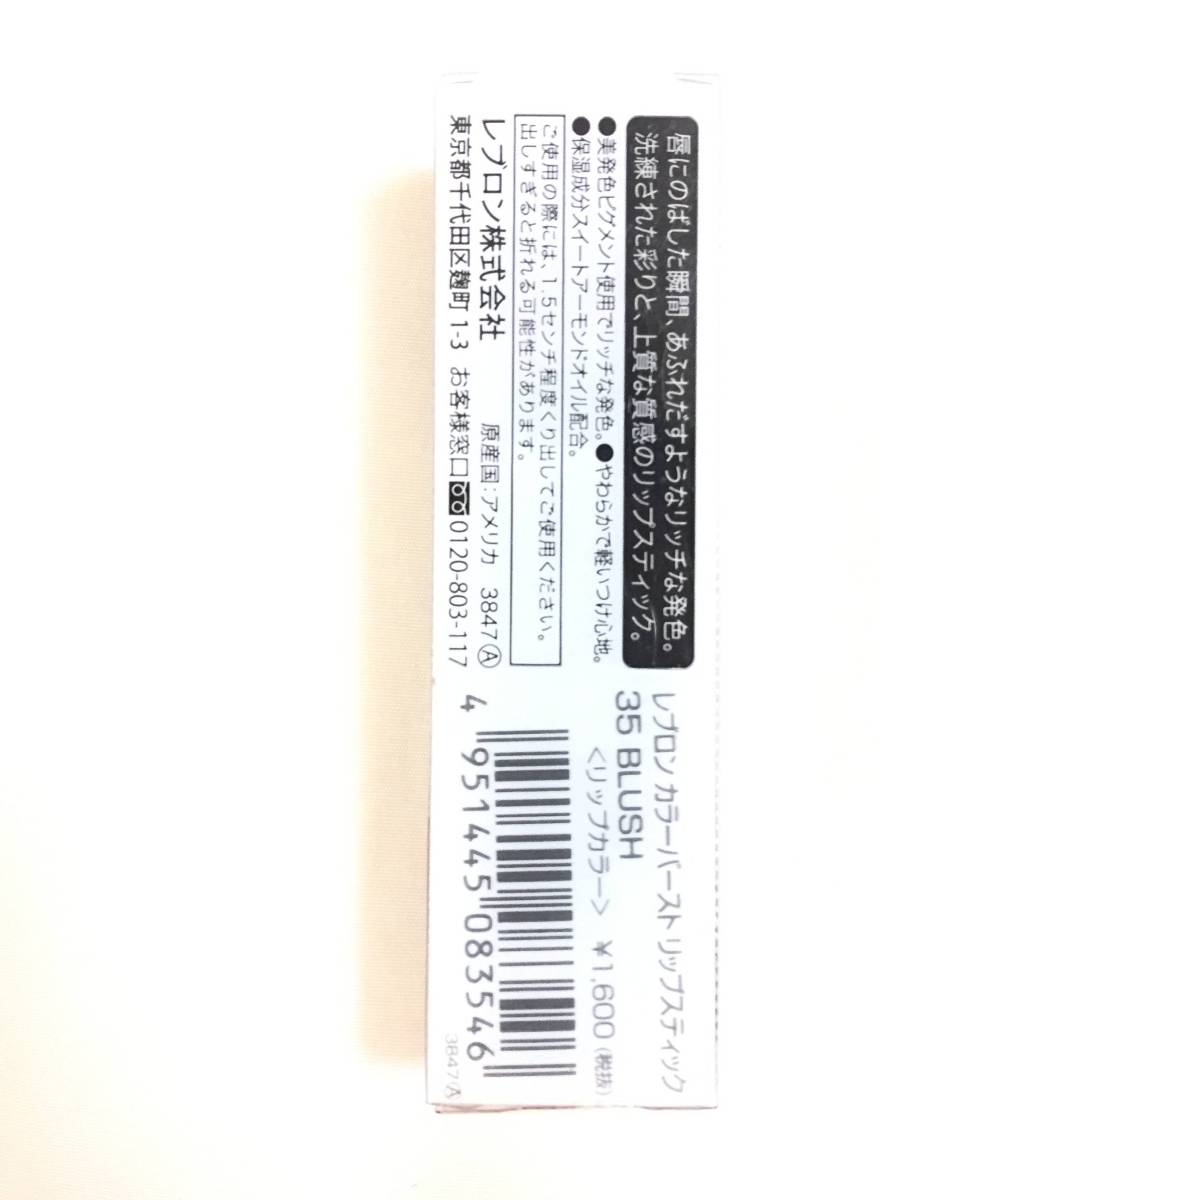 唇にのばした瞬間、あふれだすようなリッチな発色。
洗練された彩りと、上質な質感のリップスティック。
●美発色ピグメント使用でリッチな発色。●やわらかで軽いつけ心地。
●保湿成分スイートアーモンドオイル配合。
ご使用の際には、1.5センチ程度くり出してご使用ください。
出しすぎると折れる可能性があります。
レブロン株式会社 原産国:アメリカ 3847Ⓐ
東京都千代田区麹町1-3 お客様窓口 0120-803-117
レブロン カラーバースト リップスティック
35 BLUSH
<リップカラー> ¥1,600(税抜)
4 951445 083546
3847Ⓐ